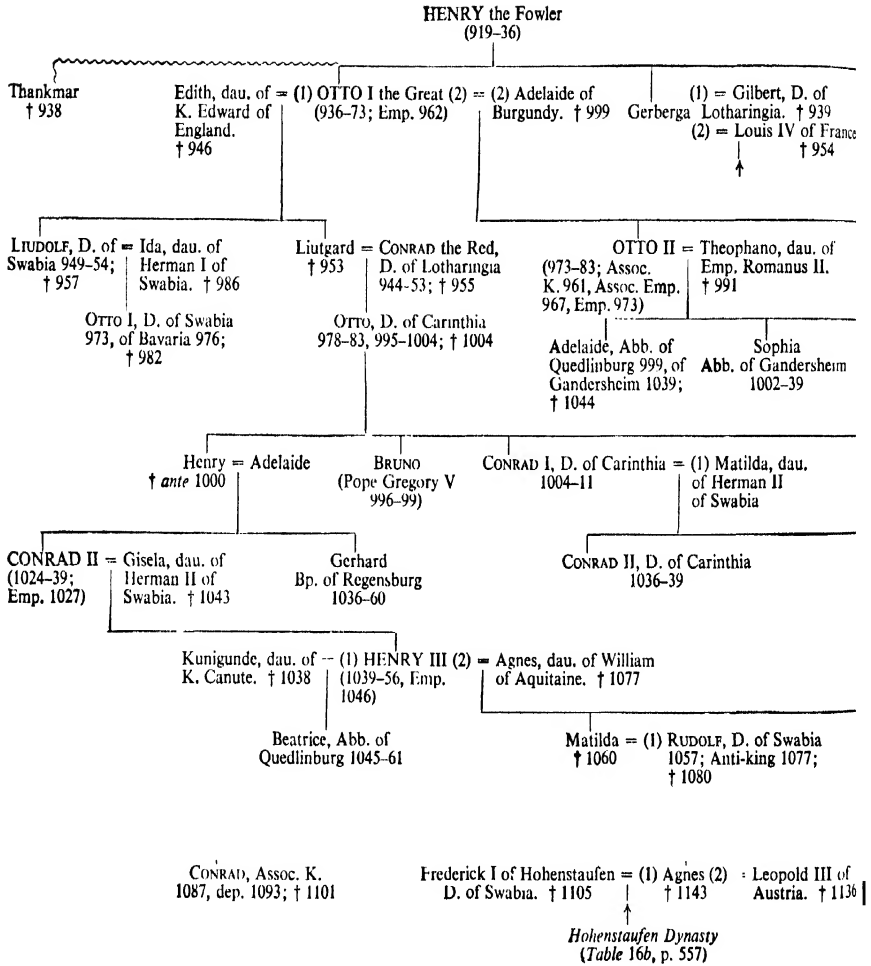 HENRY the Fowler
(919–36)
Thankmar
† 938
Edith, dau. of
K. Edward of
England.
† 946
= (1) OTTO I the Great (2) =
(936–73; Emp. 962)
(2) Adelaide of
Burgundy. † 999
Gerberga
(1) = Gilbert, D. of
Lotharingia. † 939
(2) = Louis IV of France
† 954
LIUDOLF, D. of
Swabia 949–54;
† 957
= Ida, dau. of
Herman I of
Swabia. † 986
Liutgard
† 953
= CONRAD the Red,
D. of Lotharingia
944–53; † 955
OTTO II
(973–83; Assoc.
K. 961, Assoc. Emp.
967, Emp. 973)
= Theophano, dau. of
Emp. Romanus II.
† 991
OTTO I, D. of Swabia
973, of Bavaria 976;
† 982
OTTO, D. of Carinthia
978–83, 995–1004; † 1004
Adelaide, Abb. of
Quedlinburg 999, of
Gandersheim 1039;
† 1044
Sophia
Abb. of Gandersheim
1002–39
Henry = Adelaide
† ante 1000
BRUNO
(Pope Gregory V
996–99)
CONRAD I, D. of Carinthia
1004–11
= (1) Matilda, dau.
of Herman II
of Swabia
CONRAD II
(1024–39;
Emp. 1027)
= Gisela, dau. of
Herman II of
Swabia. † 1043
Gerhard
Bp. of Regensburg
1036–60
CONRAD II, D. of Carinthia
1036–39
Kunigunde, dau. of
K. Canute. † 1038
– (1) HENRY III (2) =
(1039–56, Emp.
1046)
Agnes, dau. of William
of Aquitaine. † 1077
Beatrice, Abb. of
Quedlinburg 1045–61
Matilda
† 1060
= (1) RUDOLF, D. of Swabia
1057; Anti-king 1077;
† 1080
CONRAD, Assoc. K.
1087, dep. 1093; † 1101
Frederick I of Hohenstaufen
D. of Swabia. † 1105
= (1) Agnes (2)
† 1143
: Leopold III of
Austria. † 1136
Hohenstaufen Dynasty
(Table 16b, p. 557)